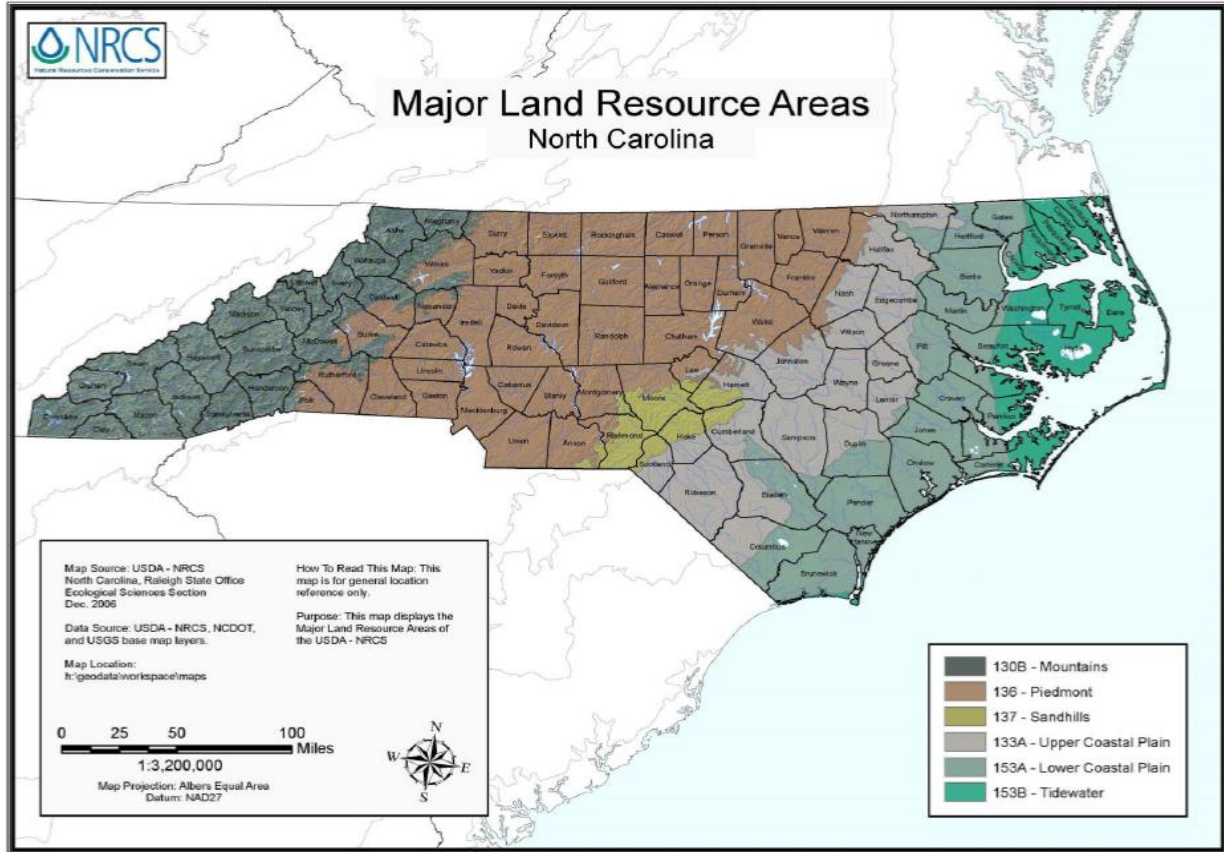 NRCS
Natural Resources Conservation Service
Major Land Resource Areas
North Carolina
Ashe
Alleghany
Surry
Stokes
Rockingham
Caswell
Person
Granville
Vance
Warren
Northampton
Gates
Halifax
Hertford
Watauga
Wilkes
Yadkin
Forsyth
Guilford
Alamance
Orange
Durham
Franklin
Nash
Edgecombe
Bertie
Martin
Washington
Tyrrell
Dare
Avery
Caldwell
Alexander
Iredell
Davie
Davidson
Randolph
Chatham
Wake
Wilson
Pitt
Beaufort
Madison
Yancey
McDowell
Burke
Catawba
Rowan
Johnston
Greene
Haywood
Buncombe
Rutherford
Lincoln
Cabarrus
Stanly
Montgomery
Moore
Lee
Harnett
Wayne
Lenoir
Craven
Pamlico
Graham
Jackson
Henderson
Polk
Cleveland
Gaston
Mecklenburg
Cherokee
Clay
Macon
Transylvania
Union
Anson
Richmond
Hoke
Scotland
Cumberland
Sampson
Duplin
Jones
Onslow
Carteret
Robeson
Bladen
Pender
Columbus
New
Hanover
Brunswick
Map Source: USDA - NRCS
North Carolina, Raleigh State Office
Ecological Sciences Section
Dec. 2006
Data Source: USDA - NRCS, NCDOT,
and USGS base map layers.
Map Location:
h:\geodata\workspace\maps
How To Read This Map: This
map is for general location
reference only.
Purpose: This map displays the
Major Land Resource Areas of
the USDA - NRCS
0 25 50 100
Miles
1:3,200,000
Map Projection: Albers Equal Area
Datum: NAD27
N
W E
S
130B - Mountains
136 - Piedmont
137 - Sandhills
133A - Upper Coastal Plain
153A - Lower Coastal Plain
153B - Tidewater